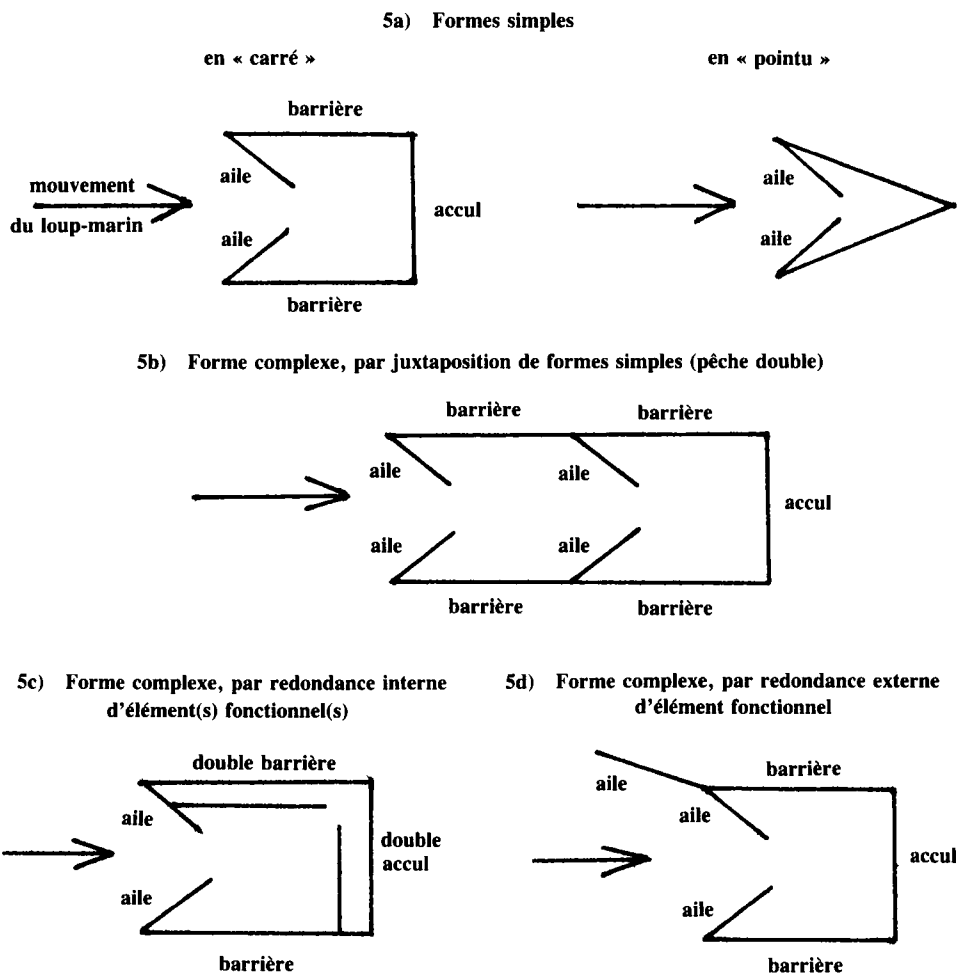 5a) Formes simples
en « carré »
en « pointu »
barrière
aile
mouvement
du loup-marin
aile
accul
barrière
aile
aile
5b) Forme complexe, par juxtaposition de formes simples (pêche double)
barrière
barrière
aile
aile
accul
aile
aile
barrière
barrière
5c) Forme complexe, par redondance interne
d'élément(s) fonctionnel(s)
5d) Forme complexe, par redondance externe
d'élément fonctionnel
double barrière
aile
double
accul
aile
barrière
aile
barrière
aile
accul
aile
barrière